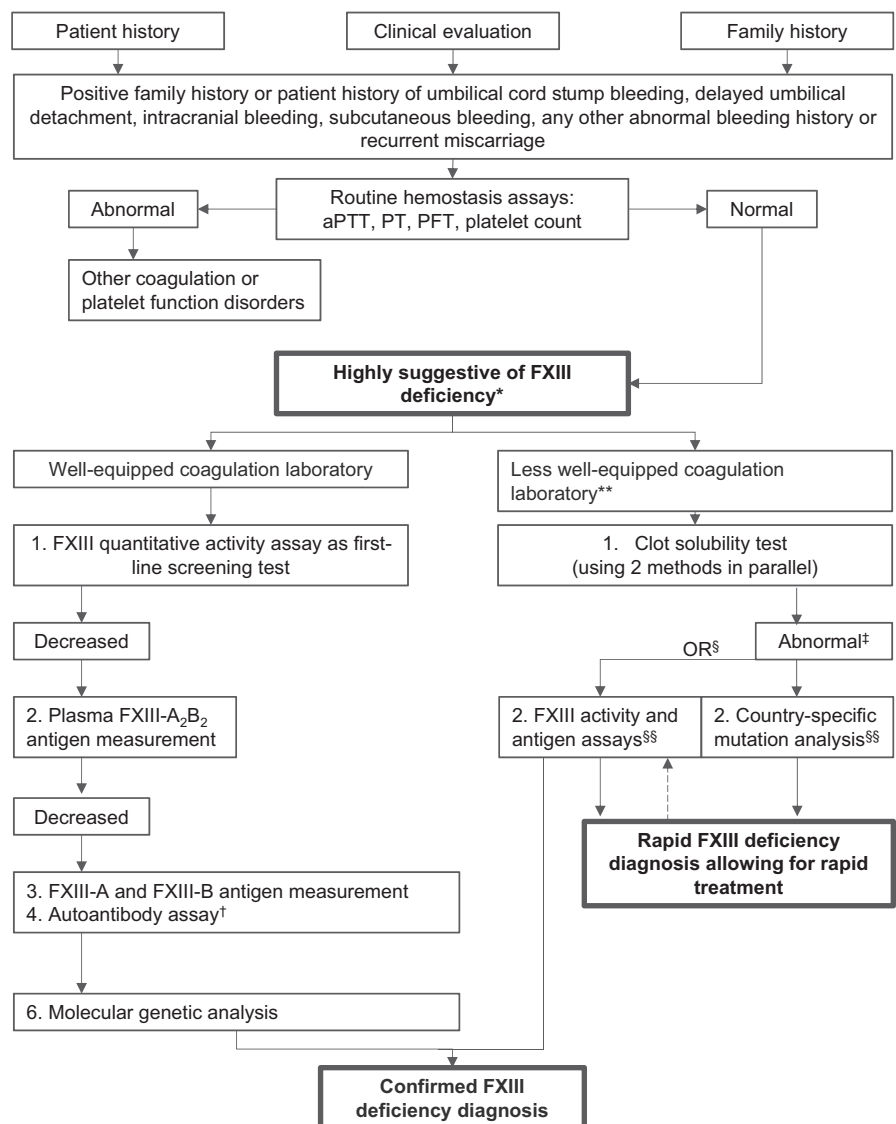 Patient history
Clinical evaluation
Family history
Positive family history or patient history of umbilical cord stump bleeding, delayed umbilical
detachment, intracranial bleeding, subcutaneous bleeding, any other abnormal bleeding history or
recurrent miscarriage
Routine hemostasis assays:
aPTT, PT, PFT, platelet count
Abnormal
Normal
Other coagulation or
platelet function disorders
Highly suggestive of FXIII
deficiency*
Well-equipped coagulation laboratory
Less well-equipped coagulation
laboratory**
1. FXIII quantitative activity assay as first-
line screening test
1. Clot solubility test
(using 2 methods in parallel)
Decreased
Abnormal‡
OR§
2. Plasma FXIII-A₂B₂
antigen measurement
2. FXIII activity and
antigen assays§§
2. Country-specific
mutation analysis§§
Decreased
Rapid FXIII deficiency
diagnosis allowing for rapid
treatment
3. FXIII-A and FXIII-B antigen measurement
4. Autoantibody assay†
6. Molecular genetic analysis
Confirmed FXIII
deficiency diagnosis